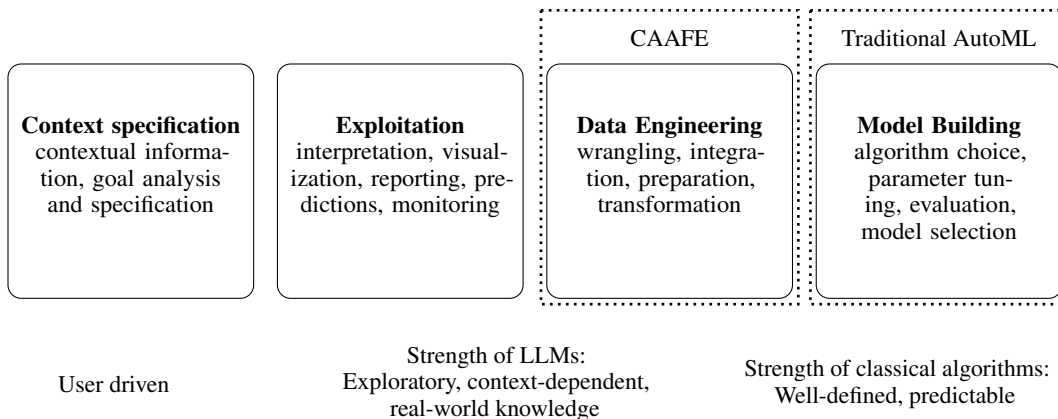 CAAFE
Traditional AutoML
Context specification
contextual informa-
tion, goal analysis
and specification
Exploitation
interpretation, visual-
ization, reporting, pre-
dictions, monitoring
Data Engineering
wrangling, integra-
tion, preparation,
transformation
Model Building
algorithm choice,
parameter tun-
ing, evaluation,
model selection
User driven
Strength of LLMs:
Exploratory, context-dependent,
real-world knowledge
Strength of classical algorithms:
Well-defined, predictable